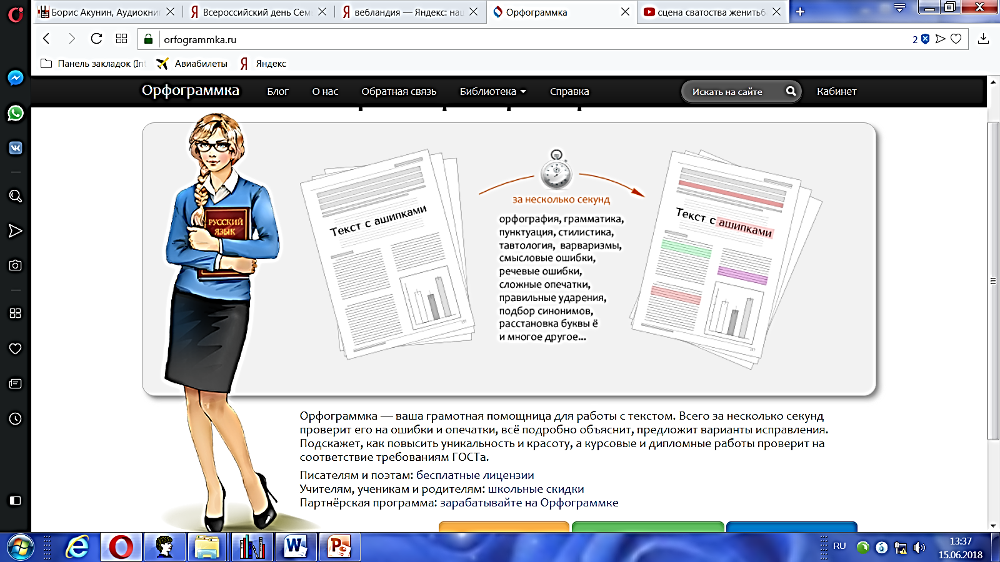 Борис Акунин, Аудиокни
Всероссийский день Сем
вебландия — Яндекс: наш
Орфограммка
сцена сватоства женитьб
orfogrammka.ru
2
Панель закладок (Int
Авиабилеты
Яндекс
Орфограммка
Блог
О нас
Обратная связь
Библиотека
Справка
Искать на сайте
Кабинет
РУССКИЙ
ЯЗЫК
Текст с ашипками
за несколько секунд
орфография, грамматика,
пунктуация, стилистика,
тавтология, варваризмы,
смысловые ошибки,
речевые ошибки,
сложные опечатки,
правильные ударения,
подбор синонимов,
расстановка буквы ё
и многое другое...
Текст с ашипками
Орфограммка — ваша грамотная помощница для работы с текстом. Всего за несколько секунд
проверит его на ошибки и опечатки, всё подробно объяснит, предложит варианты исправления.
Подскажет, как повысить уникальность и красоту, а курсовые и дипломные работы проверит на
соответствие требованиям ГОСТа.
Писателям и поэтам: бесплатные лицензии
Учителям, ученикам и родителям: школьные скидки
Партнёрская программа: зарабатывайте на Орфограммке
RU
13:37
15.06.2018